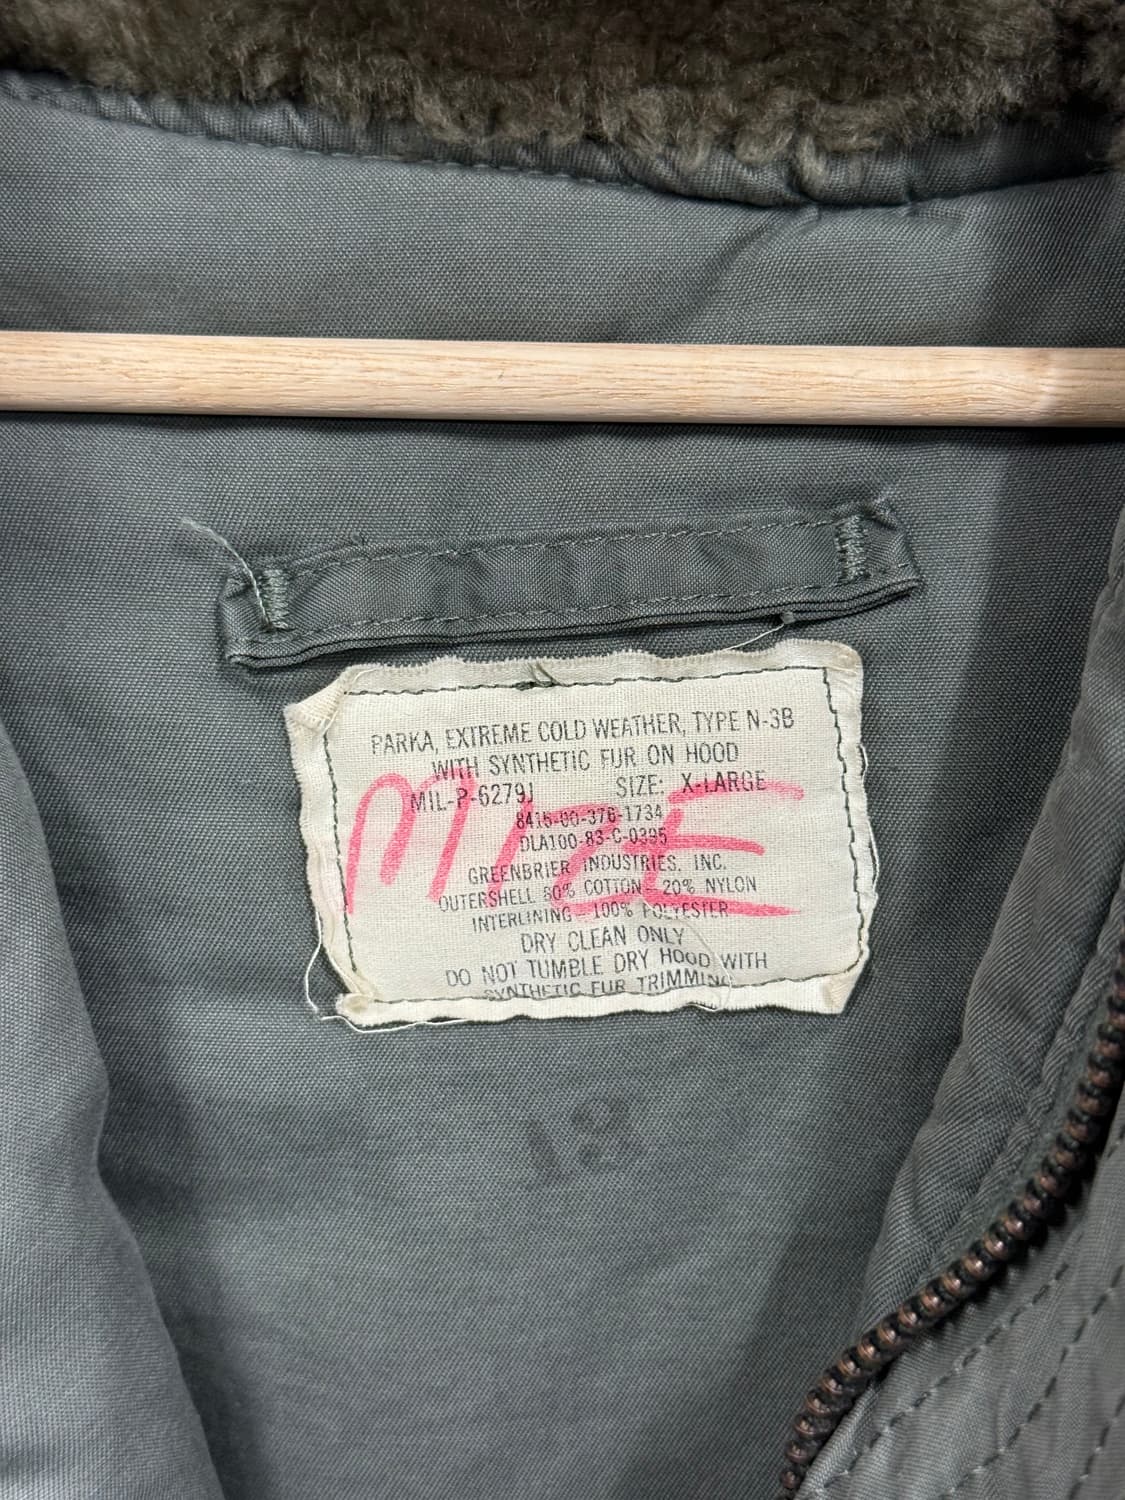 PARKA, EXTREME COLD WEATHER, TYPE N-3B
WITH SYNTHETIC FUR ON HOOD
MIL-P-6279J SIZE: X-LARGE
8415-00-376-1734
DLA100-83-C-0395
GREENBRIER INDUSTRIES, INC.
OUTERSHELL 80% COTTON 20% NYLON
INTERLINING - 100% POLYESTER
DRY CLEAN ONLY
DO NOT TUMBLE DRY HOOD WITH
SYNTHETIC FUR TRIMMING